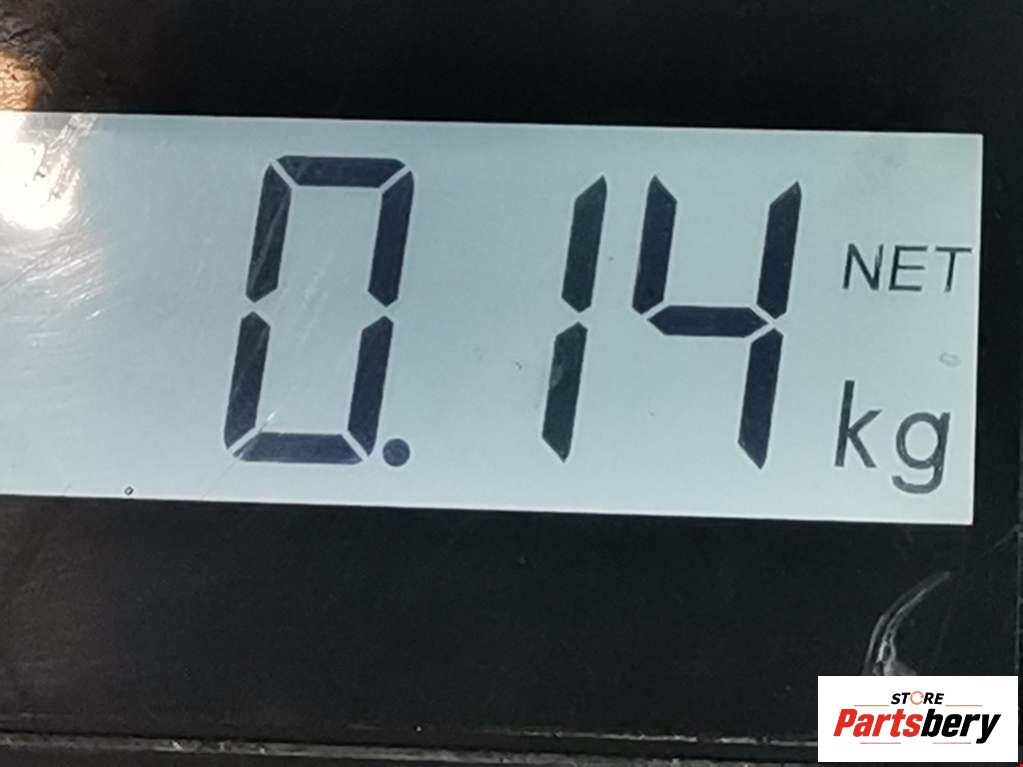 0.14 NET
kg
STORE
Partsbery